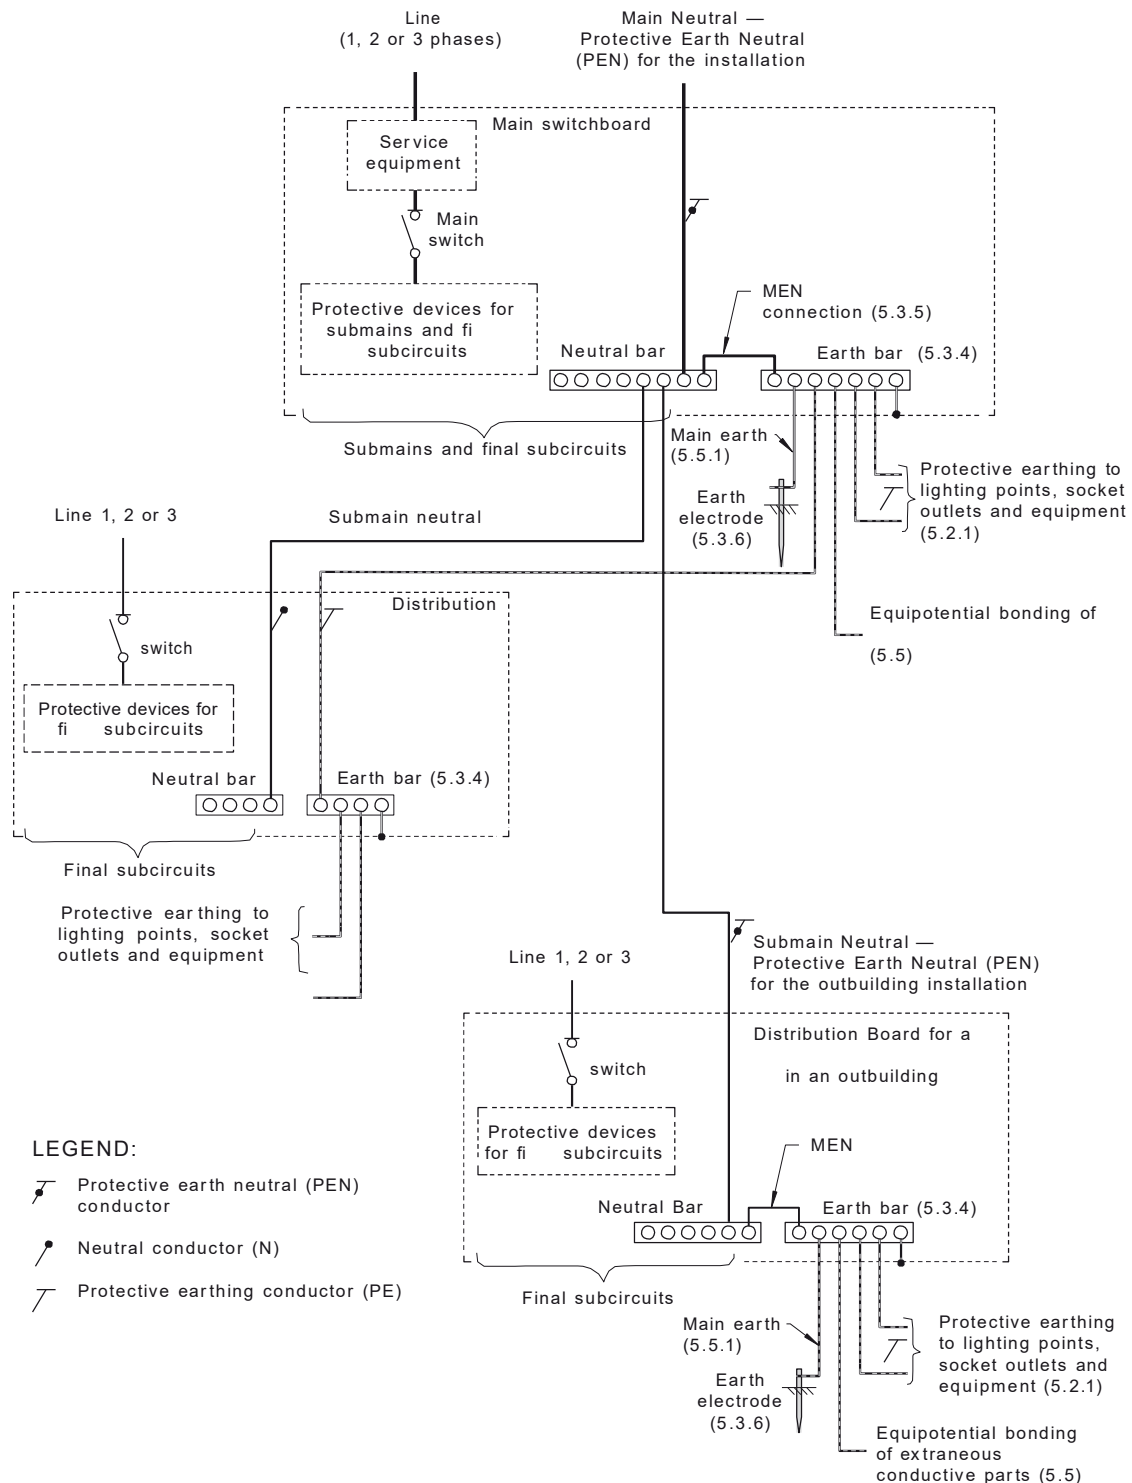 Line
(1, 2 or 3 phases)
Main Neutral —
Protective Earth Neutral
(PEN) for the installation
Main switchboard
Service
equipment
Main
switch
Protective devices for
submains and fi
subcircuits
MEN
connection (5.3.5)
Neutral bar
Earth bar (5.3.4)
Submains and final subcircuits
Main earth
(5.5.1)
Earth
electrode
(5.3.6)
Protective earthing to
lighting points, socket
outlets and equipment
(5.2.1)
Line 1, 2 or 3
Submain neutral
Distribution
switch
Equipotential bonding of
(5.5)
Protective devices for
fi subcircuits
Neutral bar
Earth bar (5.3.4)
Final subcircuits
Protective earthing to
lighting points, socket
outlets and equipment
Line 1, 2 or 3
Submain Neutral —
Protective Earth Neutral (PEN)
for the outbuilding installation
Distribution Board for a
in an outbuilding
switch
Protective devices
for fi subcircuits
MEN
Neutral Bar
Earth bar (5.3.4)
Final subcircuits
Main earth
(5.5.1)
Earth
electrode
(5.3.6)
Protective earthing
to lighting points,
socket outlets and
equipment (5.2.1)
Equipotential bonding
of extraneous
conductive parts (5.5)
LEGEND:
Protective earth neutral (PEN)
conductor
Neutral conductor (N)
Protective earthing conductor (PE)